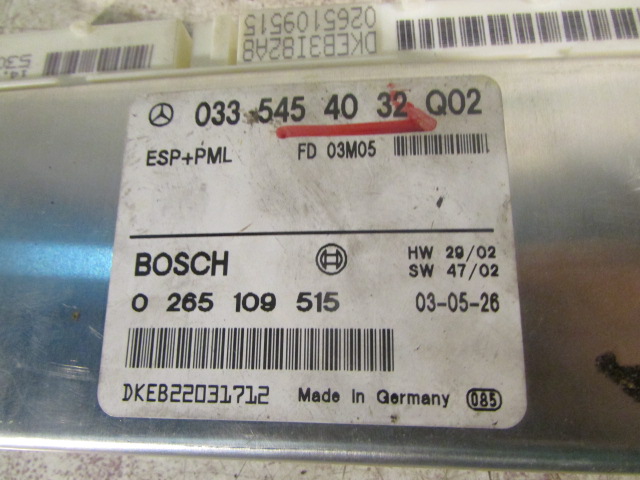 DKEB3I82A8
0265109515
033 545 40 32 Q02
ESP+PML FD 03M05
BOSCH HW 29/02
SW 47/02
0 265 109 515 03-05-26
DKEB22031712 Made in Germany 085